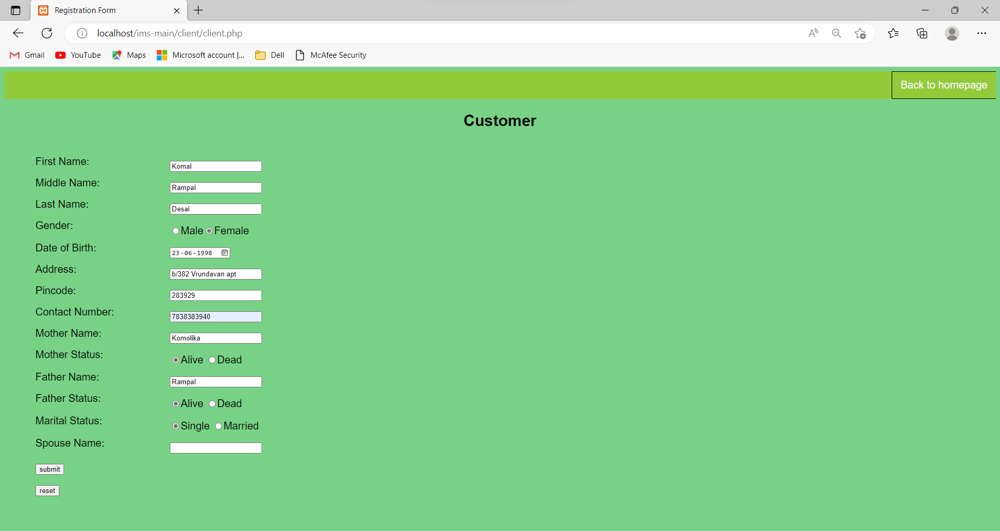 Registration Form
localhost/ims-main/client/client.php
Gmail YouTube Maps Microsoft account |... Dell McAfee Security
Back to homepage
Customer
First Name: Komal
Middle Name: Rampal
Last Name: Desai
Gender: Male Female
Date of Birth: 23-06-1998
Address: b/382 Vrundavan apt
Pincode: 283929
Contact Number: 7838383940
Mother Name: Komolika
Mother Status: Alive Dead
Father Name: Rampal
Father Status: Alive Dead
Marital Status: Single Married
Spouse Name:
submit
reset